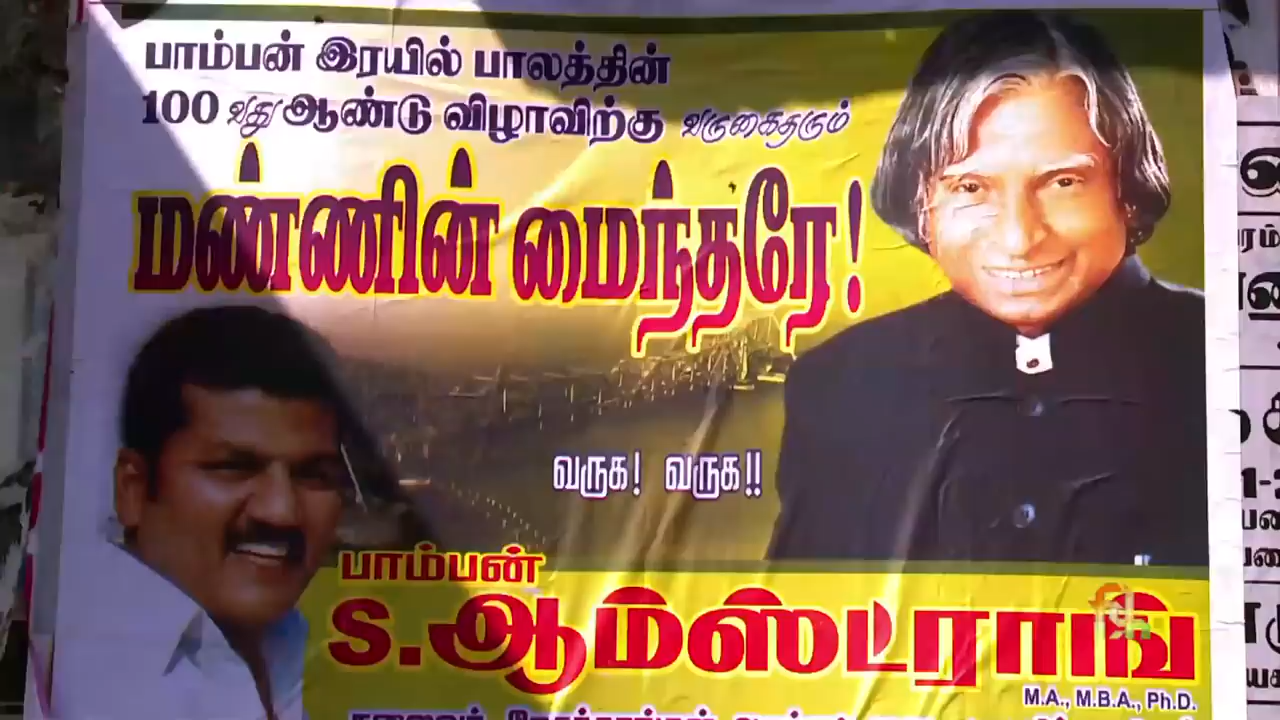 பாம்பன் இரயில் பாலத்தின்
100 வது ஆண்டு விழாவிற்கு வருகைதரும்
மண்ணின் மைந்தரே!
வருக! வருக!!
பாம்பன்
S.ஆம்ஸ்ட்ராங்
M.A., M.B.A., Ph.D.